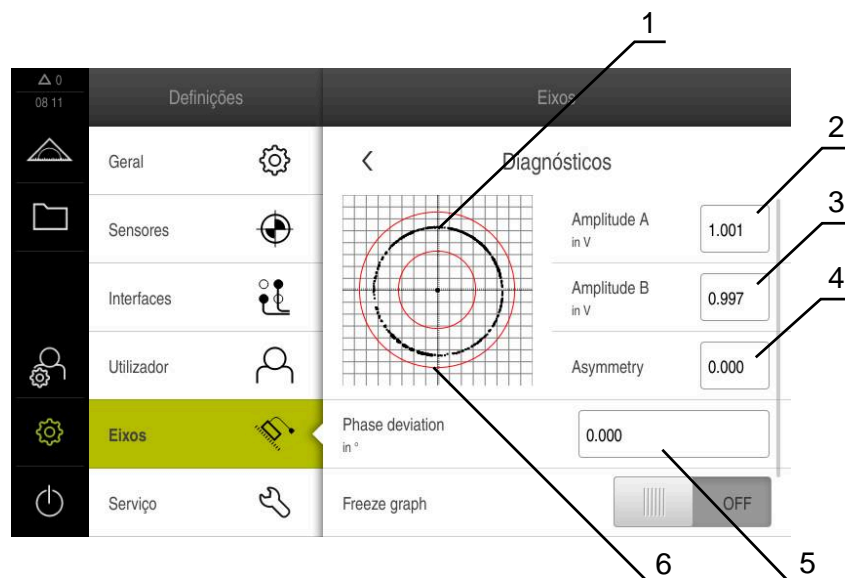 1
△ 0
08 11
Definições
Eixos
Geral
Diagnósticos
2
Sensores
Amplitude A
in V
1.001
3
Interfaces
Amplitude B
in V
0.997
4
Utilizador
Asymmetry
0.000
Eixos
Phase deviation
in °
0.000
Serviço
Freeze graph
OFF
6
5